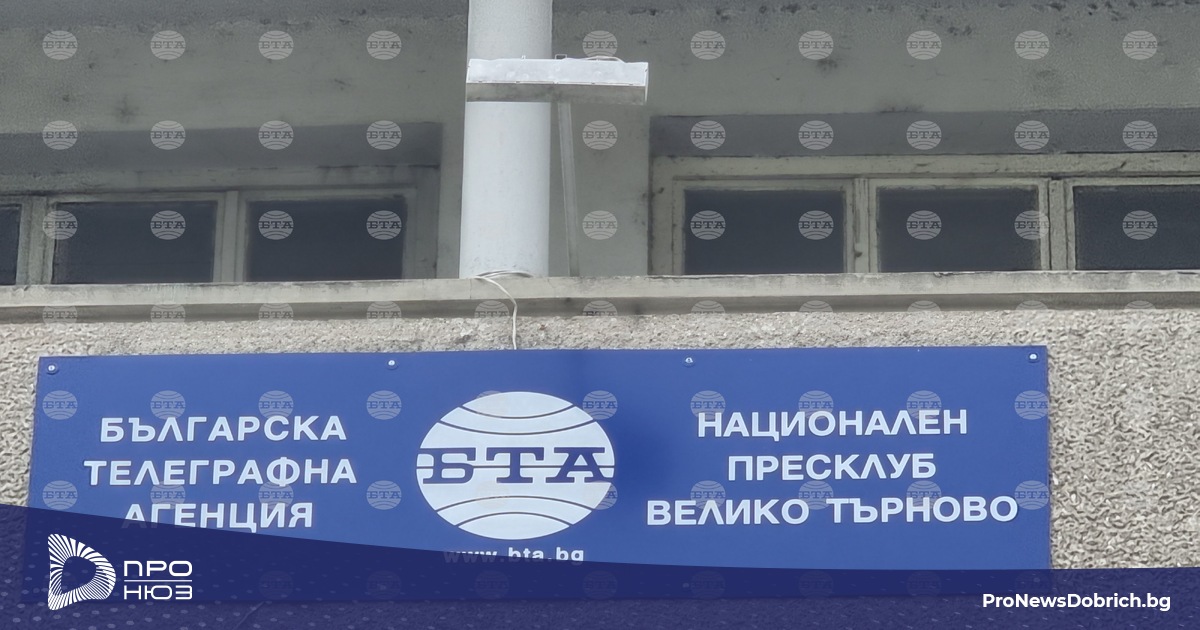 БЪЛГАРСКА
ТЕЛЕГРАФНА
АГЕНЦИЯ
БТА
www.bta.bg
НАЦИОНАЛЕН
ПРЕСКЛУБ
ВЕЛИКО ТЪРНОВО
ПРО
НЮЗ
ProNewsDobrich.bg